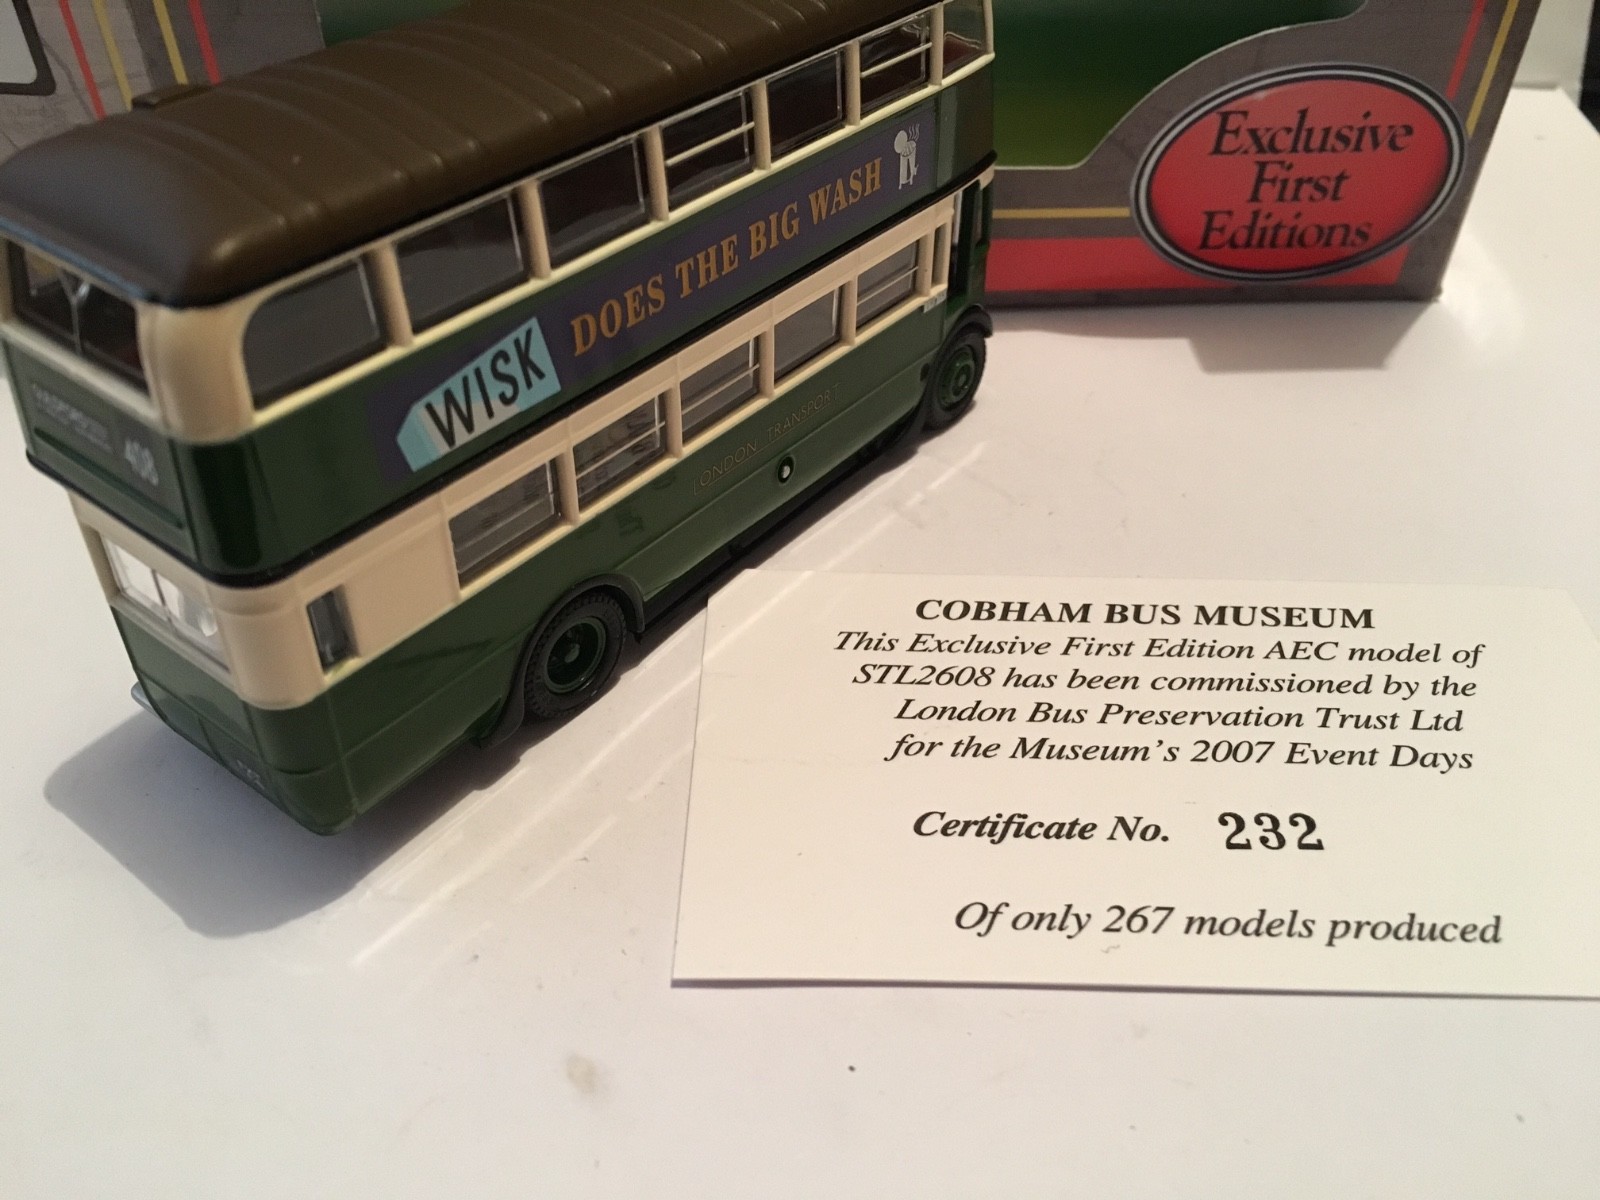 Exclusive
First
Editions
WISK DOES THE BIG WASH
LONDON TRANSPORT
408
COBHAM BUS MUSEUM
This Exclusive First Edition AEC model of
STL2608 has been commissioned by the
London Bus Preservation Trust Ltd
for the Museum's 2007 Event Days
Certificate No. 232
Of only 267 models produced